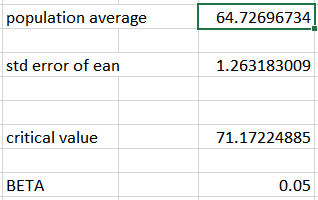 population average 64.72696734
std error of ean 1.263183009
critical value 71.17224885
BETA 0.05